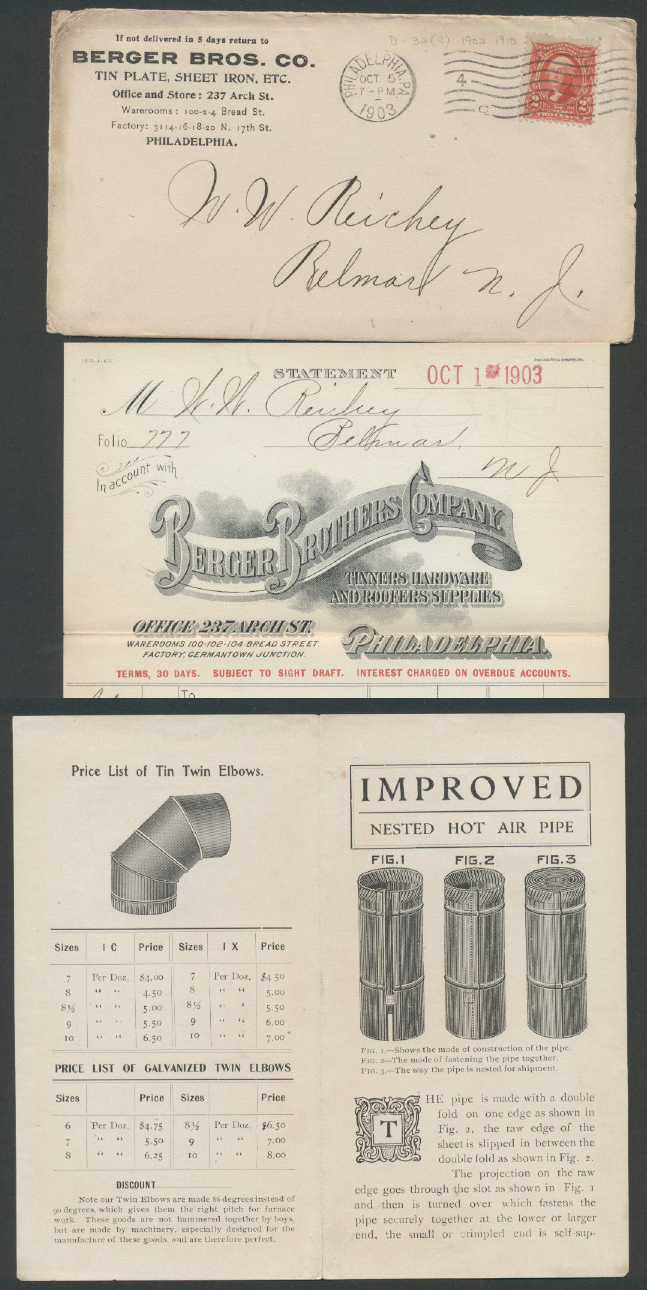 If not delivered in 5 days return to
BERGER BROS. CO.
TIN PLATE, SHEET IRON, ETC.
Office and Store: 237 Arch St.
Warerooms: 100-2-4 Bread St.
Factory: 3114-16-18-20 N. 17th St.
PHILADELPHIA.
D-32(4) 1902-1910
PHILADELPHIA, PA
OCT 5
7-PM
1903
4-
C
2 2
TWO CENTS
W. W. Reichey
Belmar N. J.
STATEMENT
OCT 1st 1903
M W. W. Reichey
Folio 777
Belmar.
N J
In account with
BERGER BROTHERS COMPANY.
TINNERS HARDWARE
AND ROOFERS SUPPLIES
OFFICE 237 ARCH ST.
PHILADELPHIA.
WAREROOMS 100-102-104 BREAD STREET.
FACTORY, GERMANTOWN JUNCTION.
TERMS, 30 DAYS. SUBJECT TO SIGHT DRAFT. INTEREST CHARGED ON OVERDUE ACCOUNTS.
To
Price List of Tin Twin Elbows.
Sizes I C Price Sizes I X Price
7 Per Doz. $4.00 7 Per Doz. $4 50
8 " " 4.50 8 " " 5.00
8½ " " 5.00 8½ " " 5.50
9 " " 5.50 9 " " 6.00
10 " " 6.50 10 " " 7.00
PRICE LIST OF GALVANIZED TWIN ELBOWS
Sizes Price Sizes Price
6 Per Doz. $4.75 8½ Per Doz. $6.50
7 " " 5.50 9 " " 7.00
8 " " 6.25 10 " " 8.00
DISCOUNT
Note our Twin Elbows are made 86 degrees instead of
90 degrees, which gives them the right pitch for furnace
work. These goods are not hammered together by boys,
but are made by machinery, especially designed for the
manufacture of these goods, and are therefore perfect.
IMPROVED
NESTED HOT AIR PIPE
FIG.1 FIG.2 FIG.3
FIG. 1.—Shows the mode of construction of the pipe.
FIG. 2—The mode of fastening the pipe together.
FIG. 3.—The way the pipe is nested for shipment.
THE pipe is made with a double
fold on one edge as shown in
Fig. 2, the raw edge of the
sheet is slipped in between the
double fold as shown in Fig. 2.
The projection on the raw
edge goes through the slot as shown in Fig. 1
and then is turned over which fastens the
pipe securely together at the lower or larger
end, the small or crimpled end is self-sup-